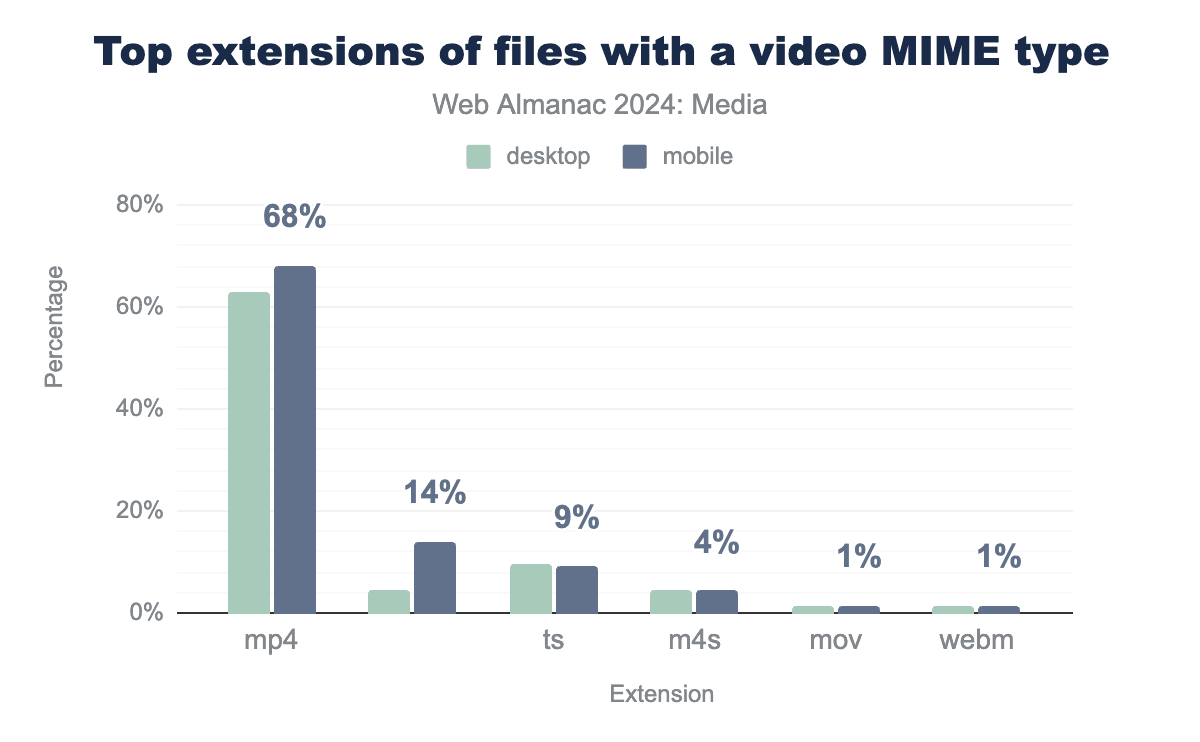 Top extensions of files with a video MIME type
Web Almanac 2024: Media
desktop mobile
80%
68%
60%
40%
20%
0%
14%
9%
4%
1%
1%
Percentage
mp4 ts m4s mov webm
Extension